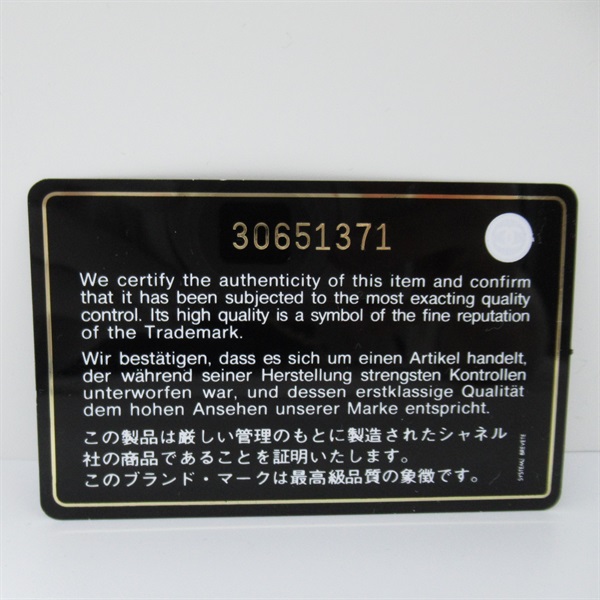 30651371
We certify the authenticity of this item and confirm
that it has been subjected to the most exacting quality
control. Its high quality is a symbol of the fine reputation
of the Trademark.
Wir bestätigen, dass es sich um einen Artikel handelt,
der während seiner Herstellung strengsten Kontrollen
unterworfen war, und dessen erstklassige Qualität
dem hohen Ansehen unserer Marke entspricht.
この製品は厳しい管理のもとに製造されたシャネル
社の商品であることを証明いたします。
このブランド・マークは最高級品質の象徴です。
SYSTEME BREVETE